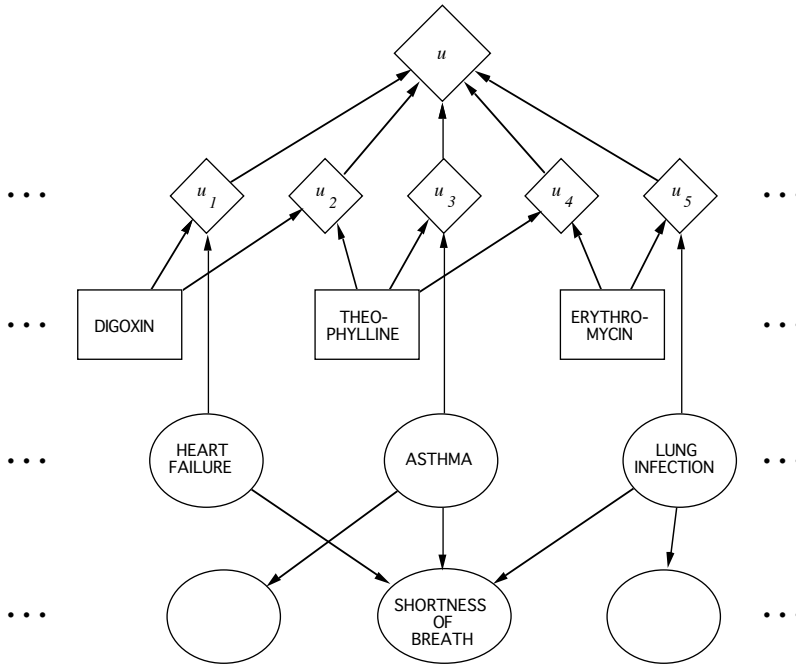 u
u1
u2
u3
u4
u5
DIGOXIN
THEO-
PHYLLINE
ERYTHRO-
MYCIN
HEART
FAILURE
ASTHMA
LUNG
INFECTION
SHORTNESS
OF
BREATH